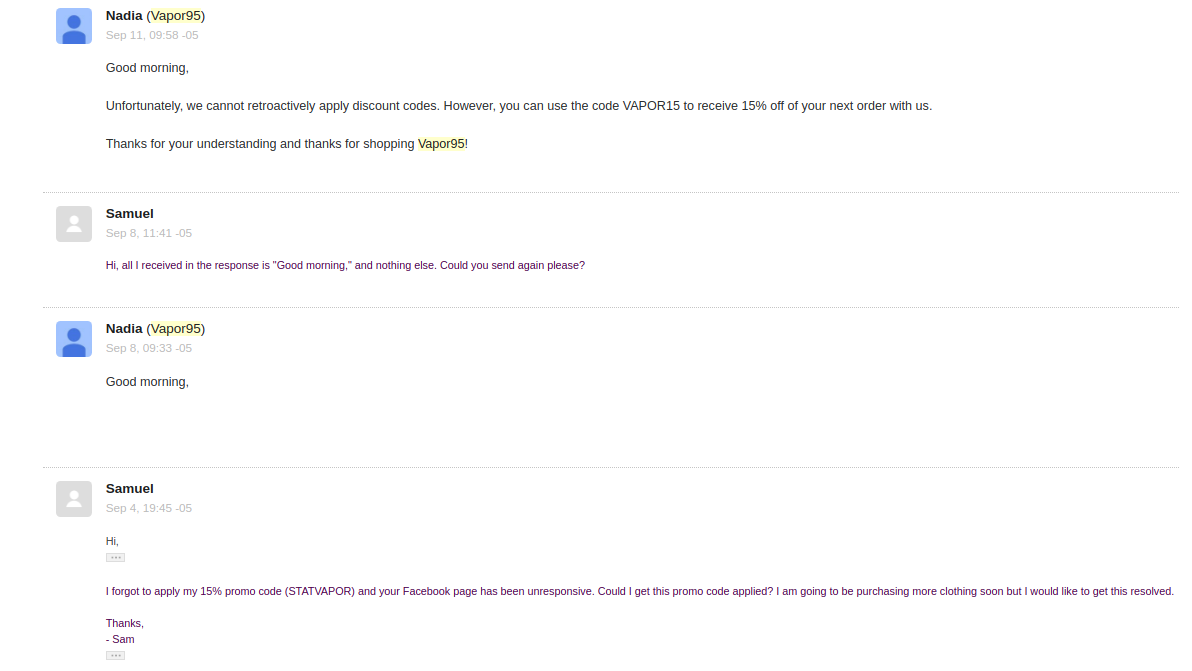 Nadia (Vapor95)
Sep 11, 09:58 -05
Good morning,
Unfortunately, we cannot retroactively apply discount codes. However, you can use the code VAPOR15 to receive 15% off of your next order with us.
Thanks for your understanding and thanks for shopping Vapor95!
Samuel
Sep 8, 11:41 -05
Hi, all I received in the response is "Good morning," and nothing else. Could you send again please?
Nadia (Vapor95)
Sep 8, 09:33 -05
Good morning,
Samuel
Sep 4, 19:45 -05
Hi,
I forgot to apply my 15% promo code (STATVAPOR) and your Facebook page has been unresponsive. Could I get this promo code applied? I am going to be purchasing more clothing soon but I would like to get this resolved.
Thanks,
- Sam